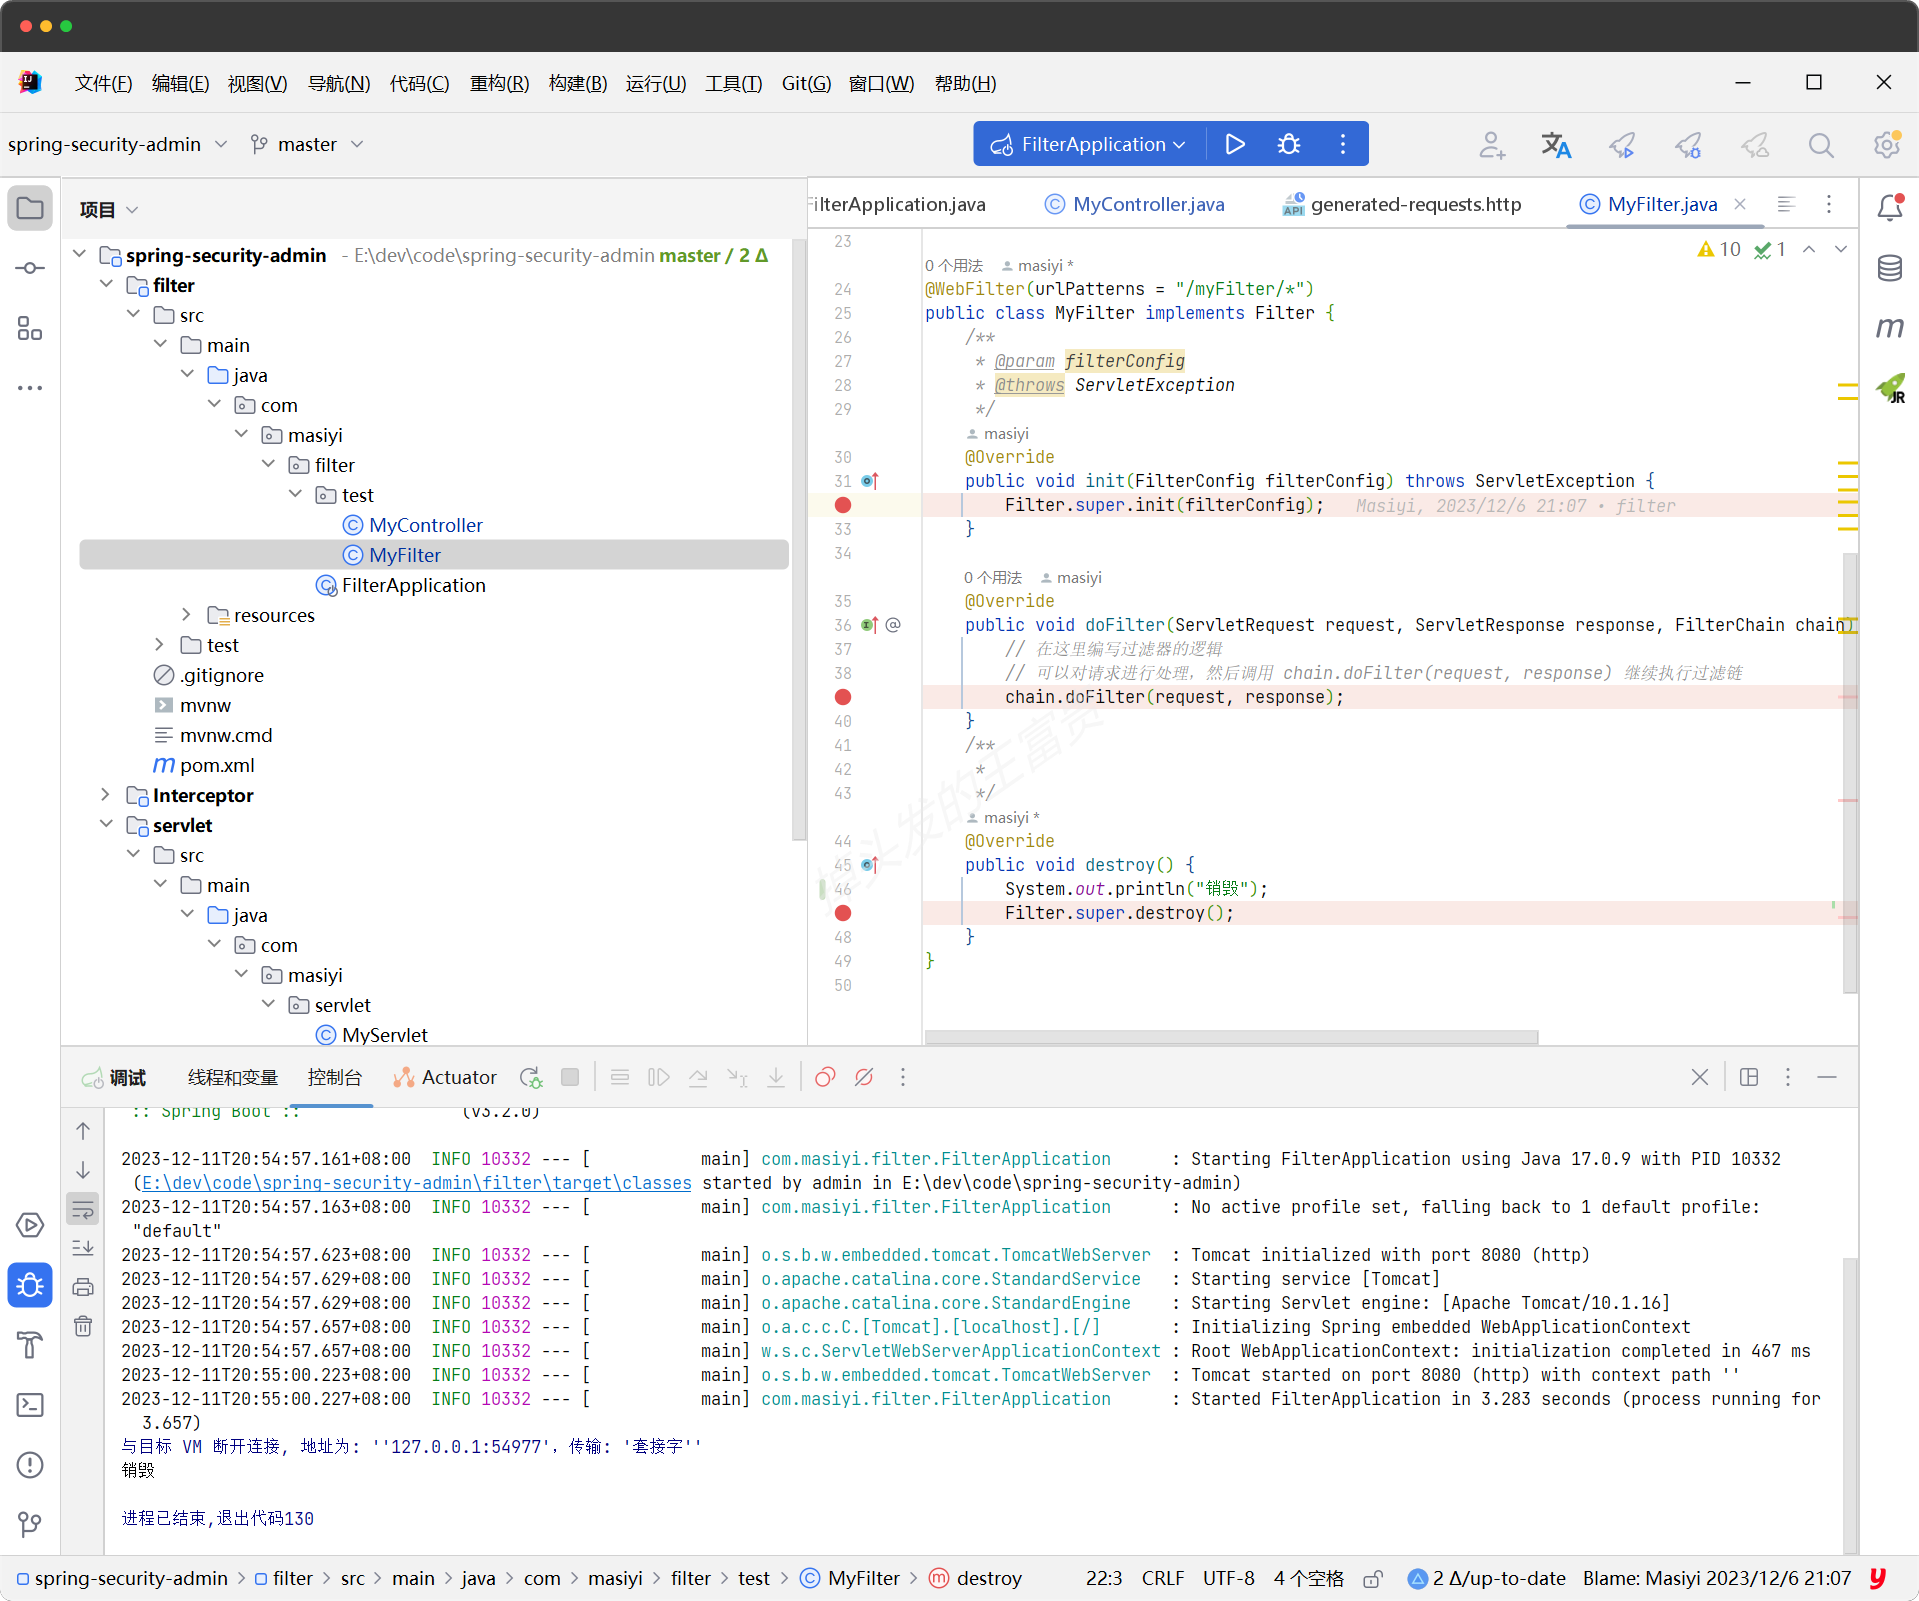 文件(F) 编辑(E) 视图(V) 导航(N) 代码(C) 重构(R) 构建(B) 运行(U) 工具(T) Git(G) 窗口(W) 帮助(H)
spring-security-admin master FilterApplication
项目
spring-security-admin - E:\dev\code\spring-security-admin master / 2 Δ
filter
src
main
java
com
masiyi
filter
test
MyController
MyFilter
FilterApplication
resources
test
.gitignore
mvnw
mvnw.cmd
pom.xml
Interceptor
servlet
src
main
java
com
masiyi
servlet
MyServlet
ilterApplication.java MyController.java generated-requests.http MyFilter.java
10 1
23
0 个用法 masiyi *
24 @WebFilter(urlPatterns = "/myFilter/*")
25 public class MyFilter implements Filter {
26 /**
27 * @param filterConfig
28 * @throws ServletException
29 */
masiyi
30 @Override
31 public void init(FilterConfig filterConfig) throws ServletException {
Filter.super.init(filterConfig); Masiyi, 2023/12/6 21:07 • filter
33 }
34
0 个用法 masiyi
35 @Override
36 public void doFilter(ServletRequest request, ServletResponse response, FilterChain chain)
37 // 在这里编写过滤器的逻辑
38 // 可以对请求进行处理，然后调用 chain.doFilter(request, response) 继续执行过滤链
chain.doFilter(request, response);
40 }
41 /**
42 *
43 */
masiyi *
44 @Override
45 public void destroy() {
46 System.out.println("销毁");
Filter.super.destroy();
48 }
49 }
50
掉头发的王富贵
调试 线程和变量 控制台 Actuator
:: Spring Boot :: (v3.2.0)
2023-12-11T20:54:57.161+08:00 INFO 10332 --- [ main] com.masiyi.filter.FilterApplication : Starting FilterApplication using Java 17.0.9 with PID 10332
(E:\dev\code\spring-security-admin\filter\target\classes started by admin in E:\dev\code\spring-security-admin)
2023-12-11T20:54:57.163+08:00 INFO 10332 --- [ main] com.masiyi.filter.FilterApplication : No active profile set, falling back to 1 default profile:
"default"
2023-12-11T20:54:57.623+08:00 INFO 10332 --- [ main] o.s.b.w.embedded.tomcat.TomcatWebServer : Tomcat initialized with port 8080 (http)
2023-12-11T20:54:57.629+08:00 INFO 10332 --- [ main] o.apache.catalina.core.StandardService : Starting service [Tomcat]
2023-12-11T20:54:57.629+08:00 INFO 10332 --- [ main] o.apache.catalina.core.StandardEngine : Starting Servlet engine: [Apache Tomcat/10.1.16]
2023-12-11T20:54:57.657+08:00 INFO 10332 --- [ main] o.a.c.c.C.[Tomcat].[localhost].[/] : Initializing Spring embedded WebApplicationContext
2023-12-11T20:54:57.657+08:00 INFO 10332 --- [ main] w.s.c.ServletWebServerApplicationContext : Root WebApplicationContext: initialization completed in 467 ms
2023-12-11T20:55:00.223+08:00 INFO 10332 --- [ main] o.s.b.w.embedded.tomcat.TomcatWebServer : Tomcat started on port 8080 (http) with context path ''
2023-12-11T20:55:00.227+08:00 INFO 10332 --- [ main] com.masiyi.filter.FilterApplication : Started FilterApplication in 3.283 seconds (process running for
3.657)
与目标 VM 断开连接, 地址为: ''127.0.0.1:54977'，传输: '套接字''
销毁
进程已结束,退出代码130
spring-security-admin > filter > src > main > java > com > masiyi > filter > test > MyFilter > destroy 22:3 CRLF UTF-8 4 个空格 2 Δ/up-to-date Blame: Masiyi 2023/12/6 21:07